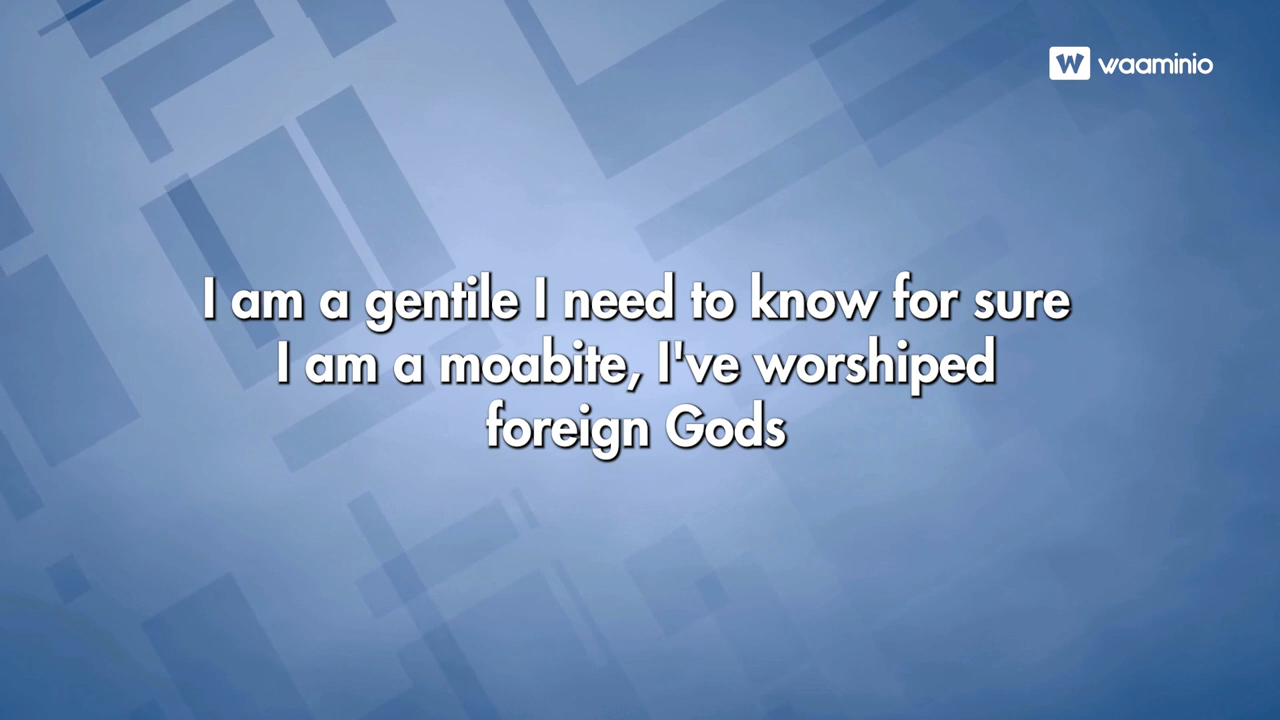 W waaminio
I am a gentile I need to know for sure
I am a moabite, I've worshiped
foreign Gods